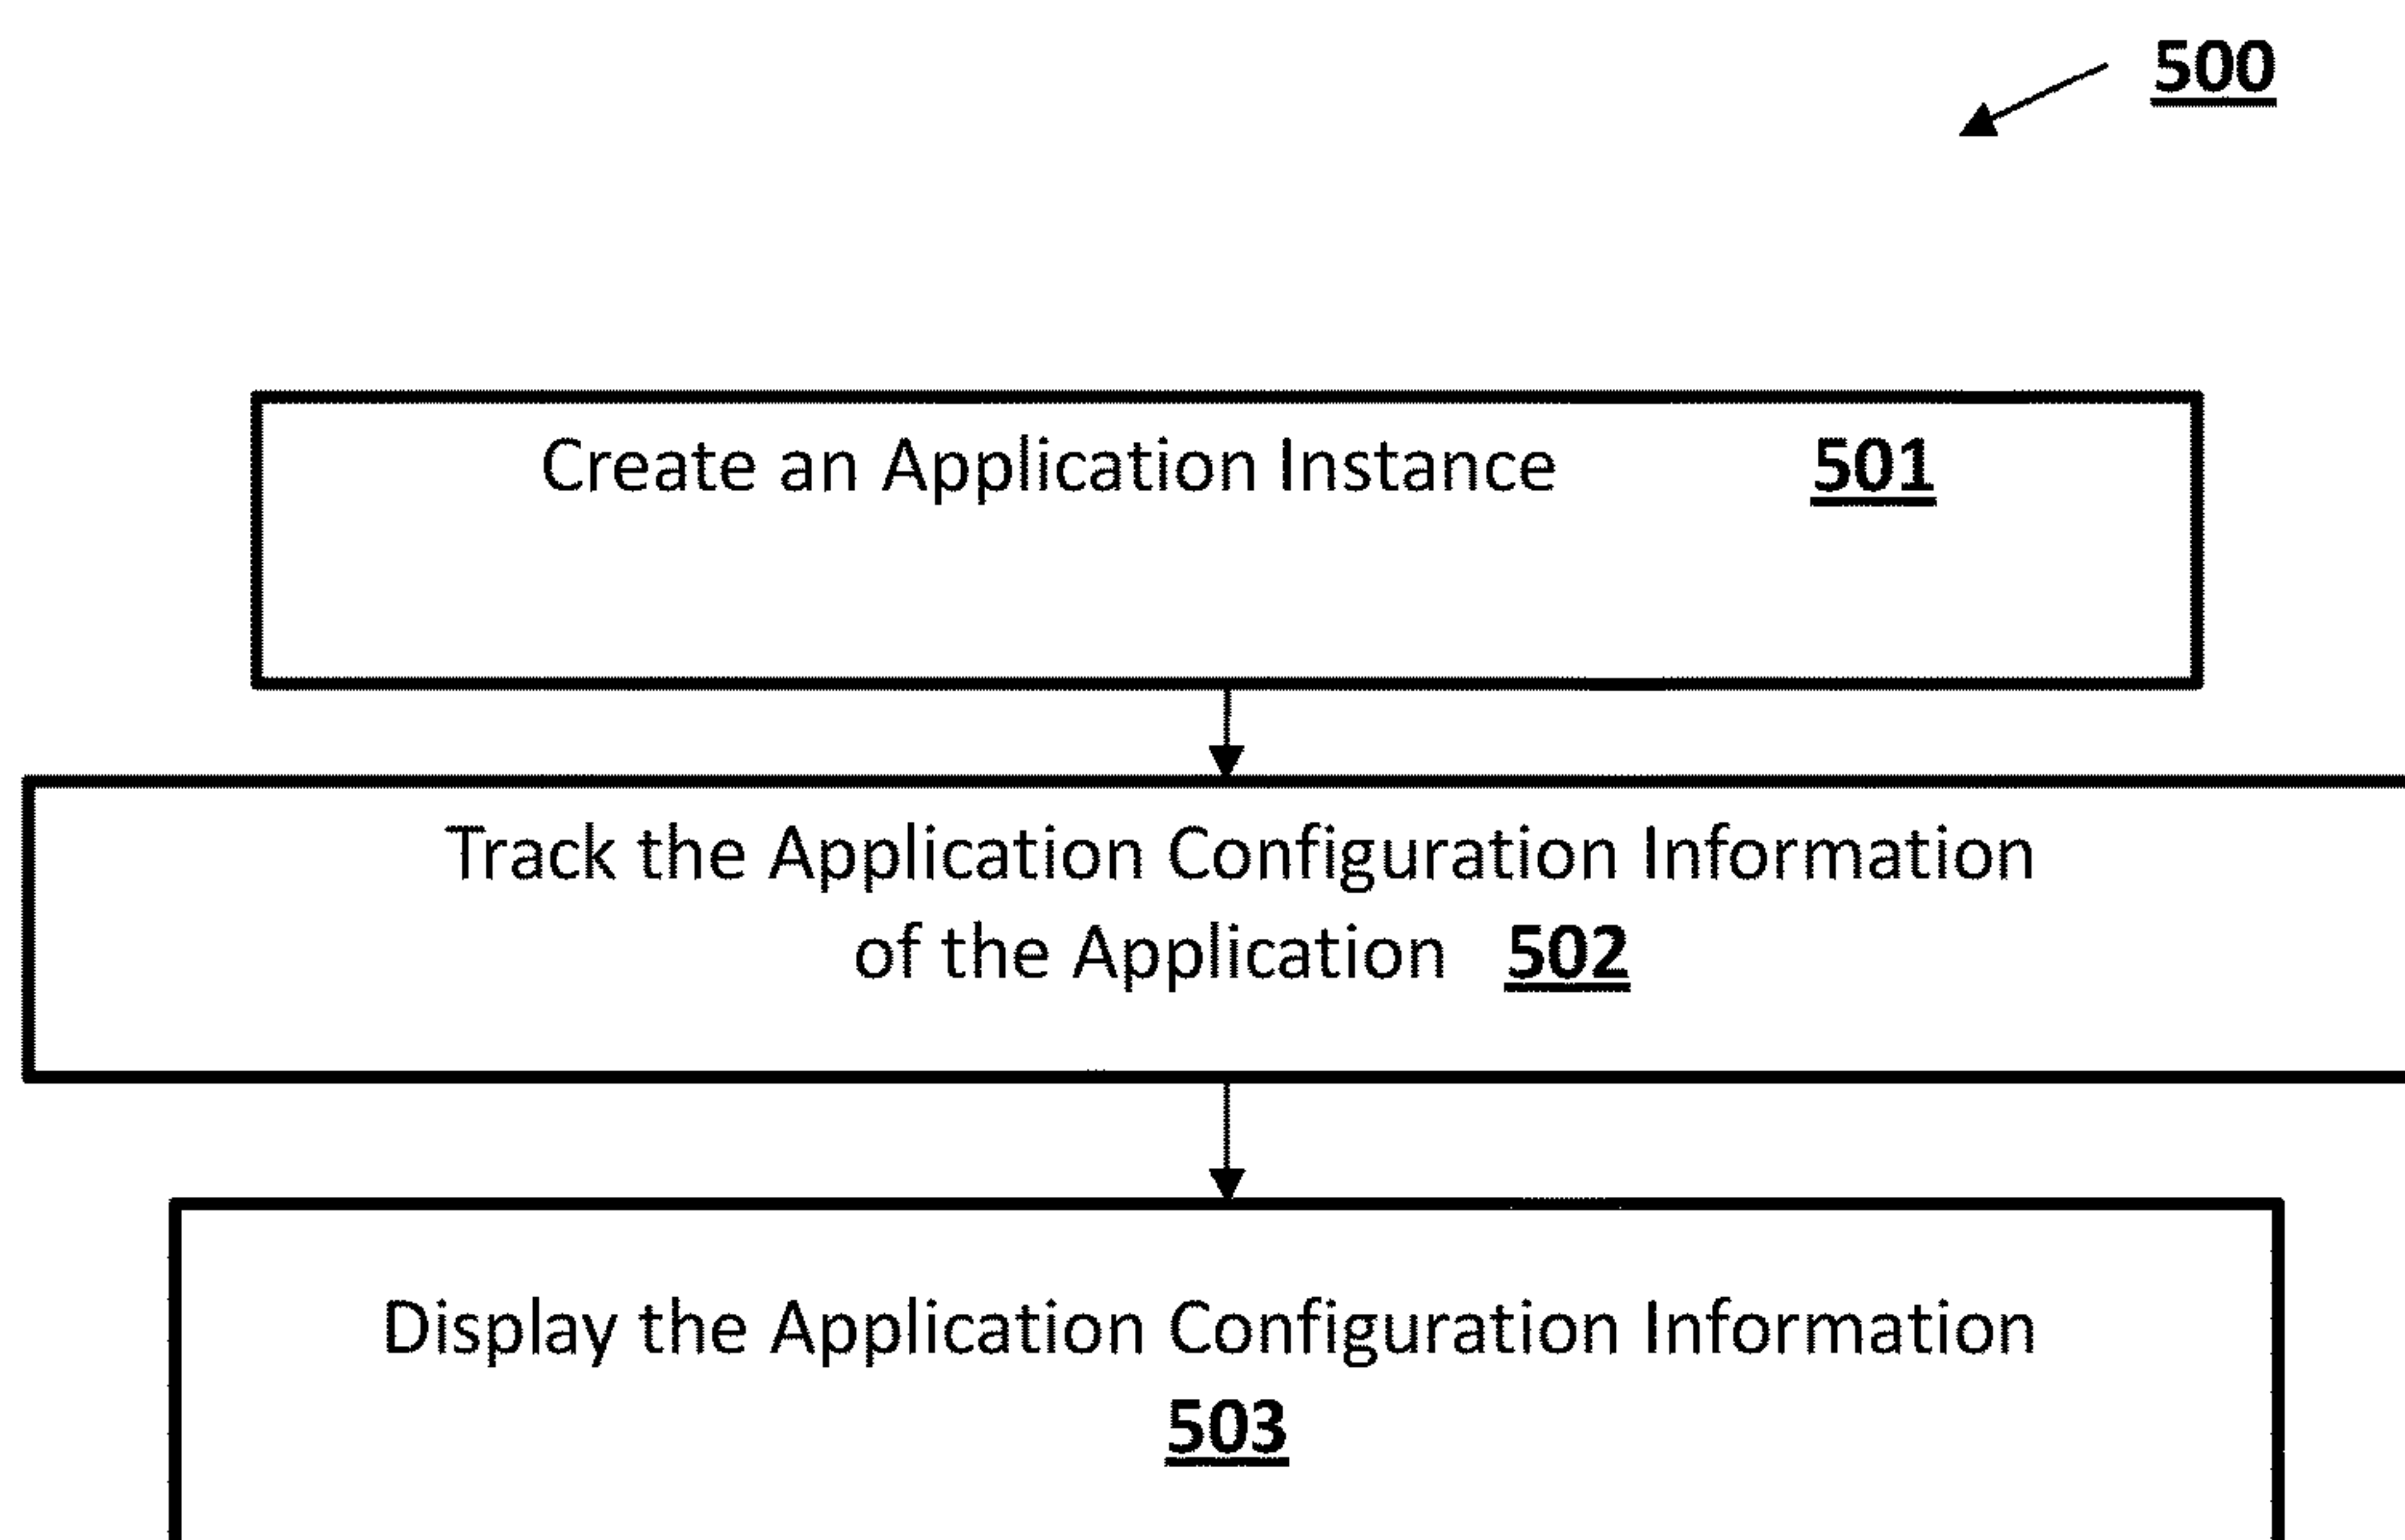 500
Create an Application Instance 501
Track the Application Configuration Information
of the Application 502
Display the Application Configuration Information
503